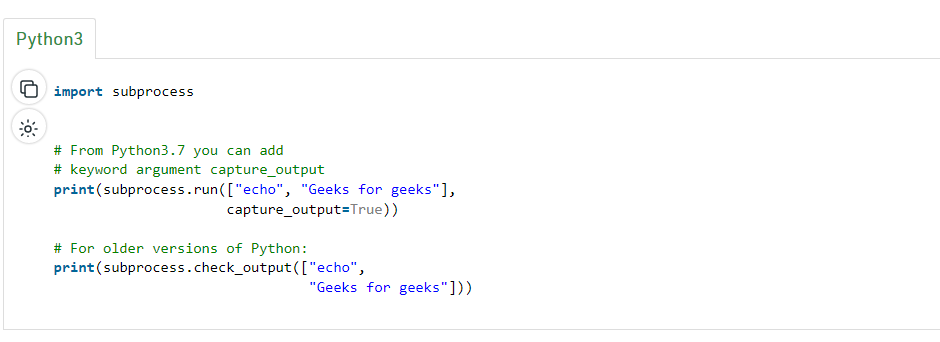 Python3
import subprocess
# From Python3.7 you can add
# keyword argument capture_output
print(subprocess.run(["echo", "Geeks for geeks"],
                     capture_output=True))
# For older versions of Python:
print(subprocess.check_output(["echo",
                               "Geeks for geeks"]))